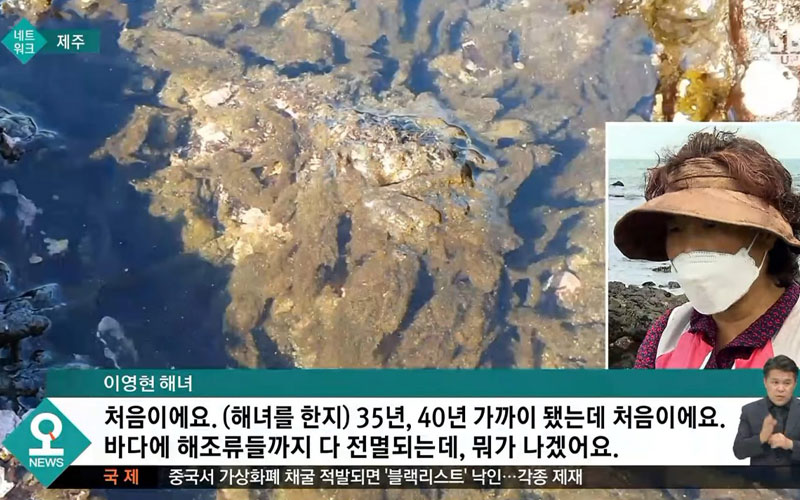 네트
워크
제주
이영현 해녀
처음이에요. (해녀를 한지) 35년, 40년 가까이 됐는데 처음이에요.
바다에 해조류들까지 다 전멸되는데, 뭐가 나겠어요.
NEWS
국 제 중국서 가상화폐 채굴 적발되면 '블랙리스트' 낙인…각종 제재